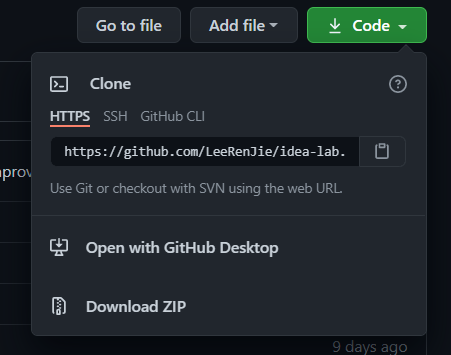 Go to file Add file Code
Clone
HTTPS SSH GitHub CLI
https://github.com/LeeRenJie/idea-lab.
Use Git or checkout with SVN using the web URL.
Open with GitHub Desktop
Download ZIP
9 days ago